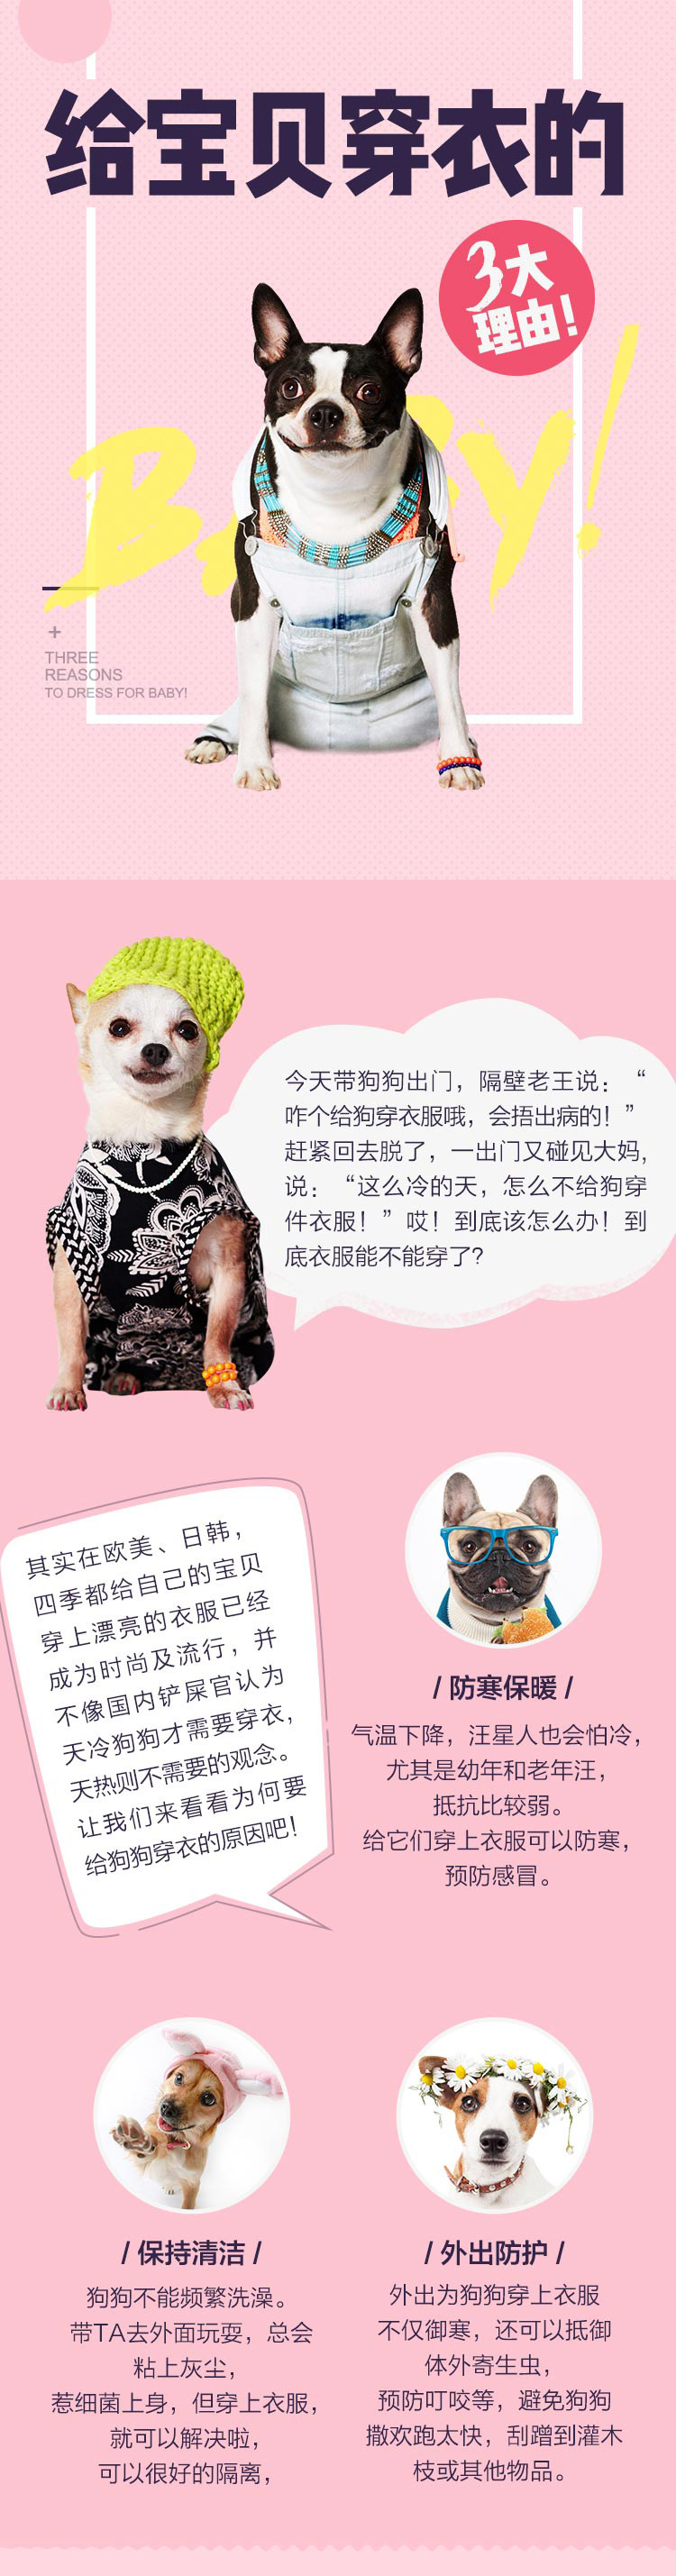 给宝贝穿衣的
3大
理由！
BABY!
+
THREE
REASONS
TO DRESS FOR BABY!
今天带狗狗出门，隔壁老王说：“
咋个给狗穿衣服哦，会捂出病的！”
赶紧回去脱了，一出门又碰见大妈，
说：“这么冷的天，怎么不给狗穿
件衣服！”哎！到底该怎么办！到
底衣服能不能穿了？
其实在欧美、日韩，
四季都给自己的宝贝
穿上漂亮的衣服已经
成为时尚及流行，并
不像国内铲屎官认为
天冷狗狗才需要穿衣，
天热则不需要的观念。
让我们来看看为何要
给狗狗穿衣的原因吧！
/ 防寒保暖 /
气温下降，汪星人也会怕冷，
尤其是幼年和老年汪，
抵抗比较弱。
给它们穿上衣服可以防寒，
预防感冒。
/ 保持清洁 /
狗狗不能频繁洗澡。
带TA去外面玩耍，总会
粘上灰尘，
惹细菌上身，但穿上衣服，
就可以解决啦，
可以很好的隔离，
/ 外出防护 /
外出为狗狗穿上衣服
不仅御寒，还可以抵御
体外寄生虫，
预防叮咬等，避免狗狗
撒欢跑太快，刮蹭到灌木
枝或其他物品。